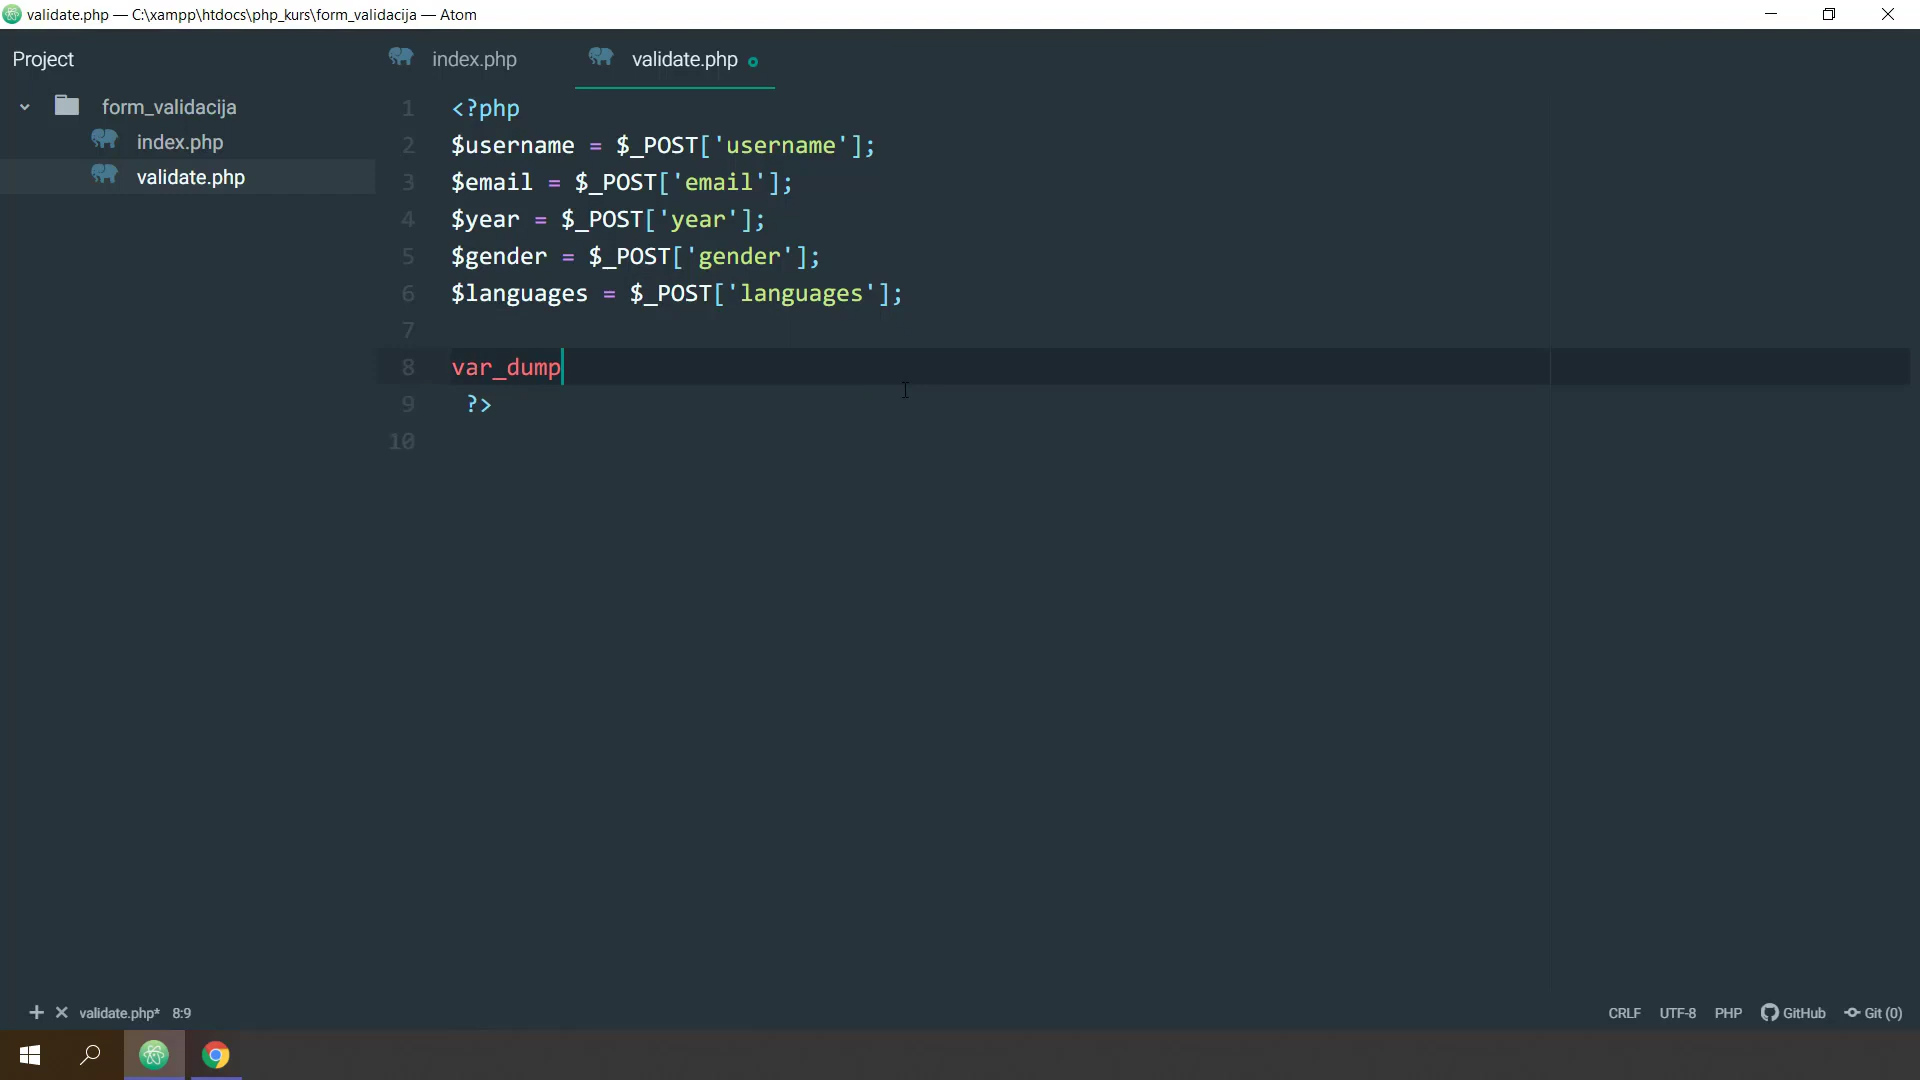 validate.php — C:\xampp\htdocs\php_kurs\form_validacija — Atom
Project
index.php
validate.php
form_validacija
index.php
validate.php
1 <?php
2 $username = $_POST['username'];
3 $email = $_POST['email'];
4 $year = $_POST['year'];
5 $gender = $_POST['gender'];
6 $languages = $_POST['languages'];
7
8 var_dump
9 ?>
10
validate.php* 8:9
CRLF UTF-8 PHP GitHub Git (0)